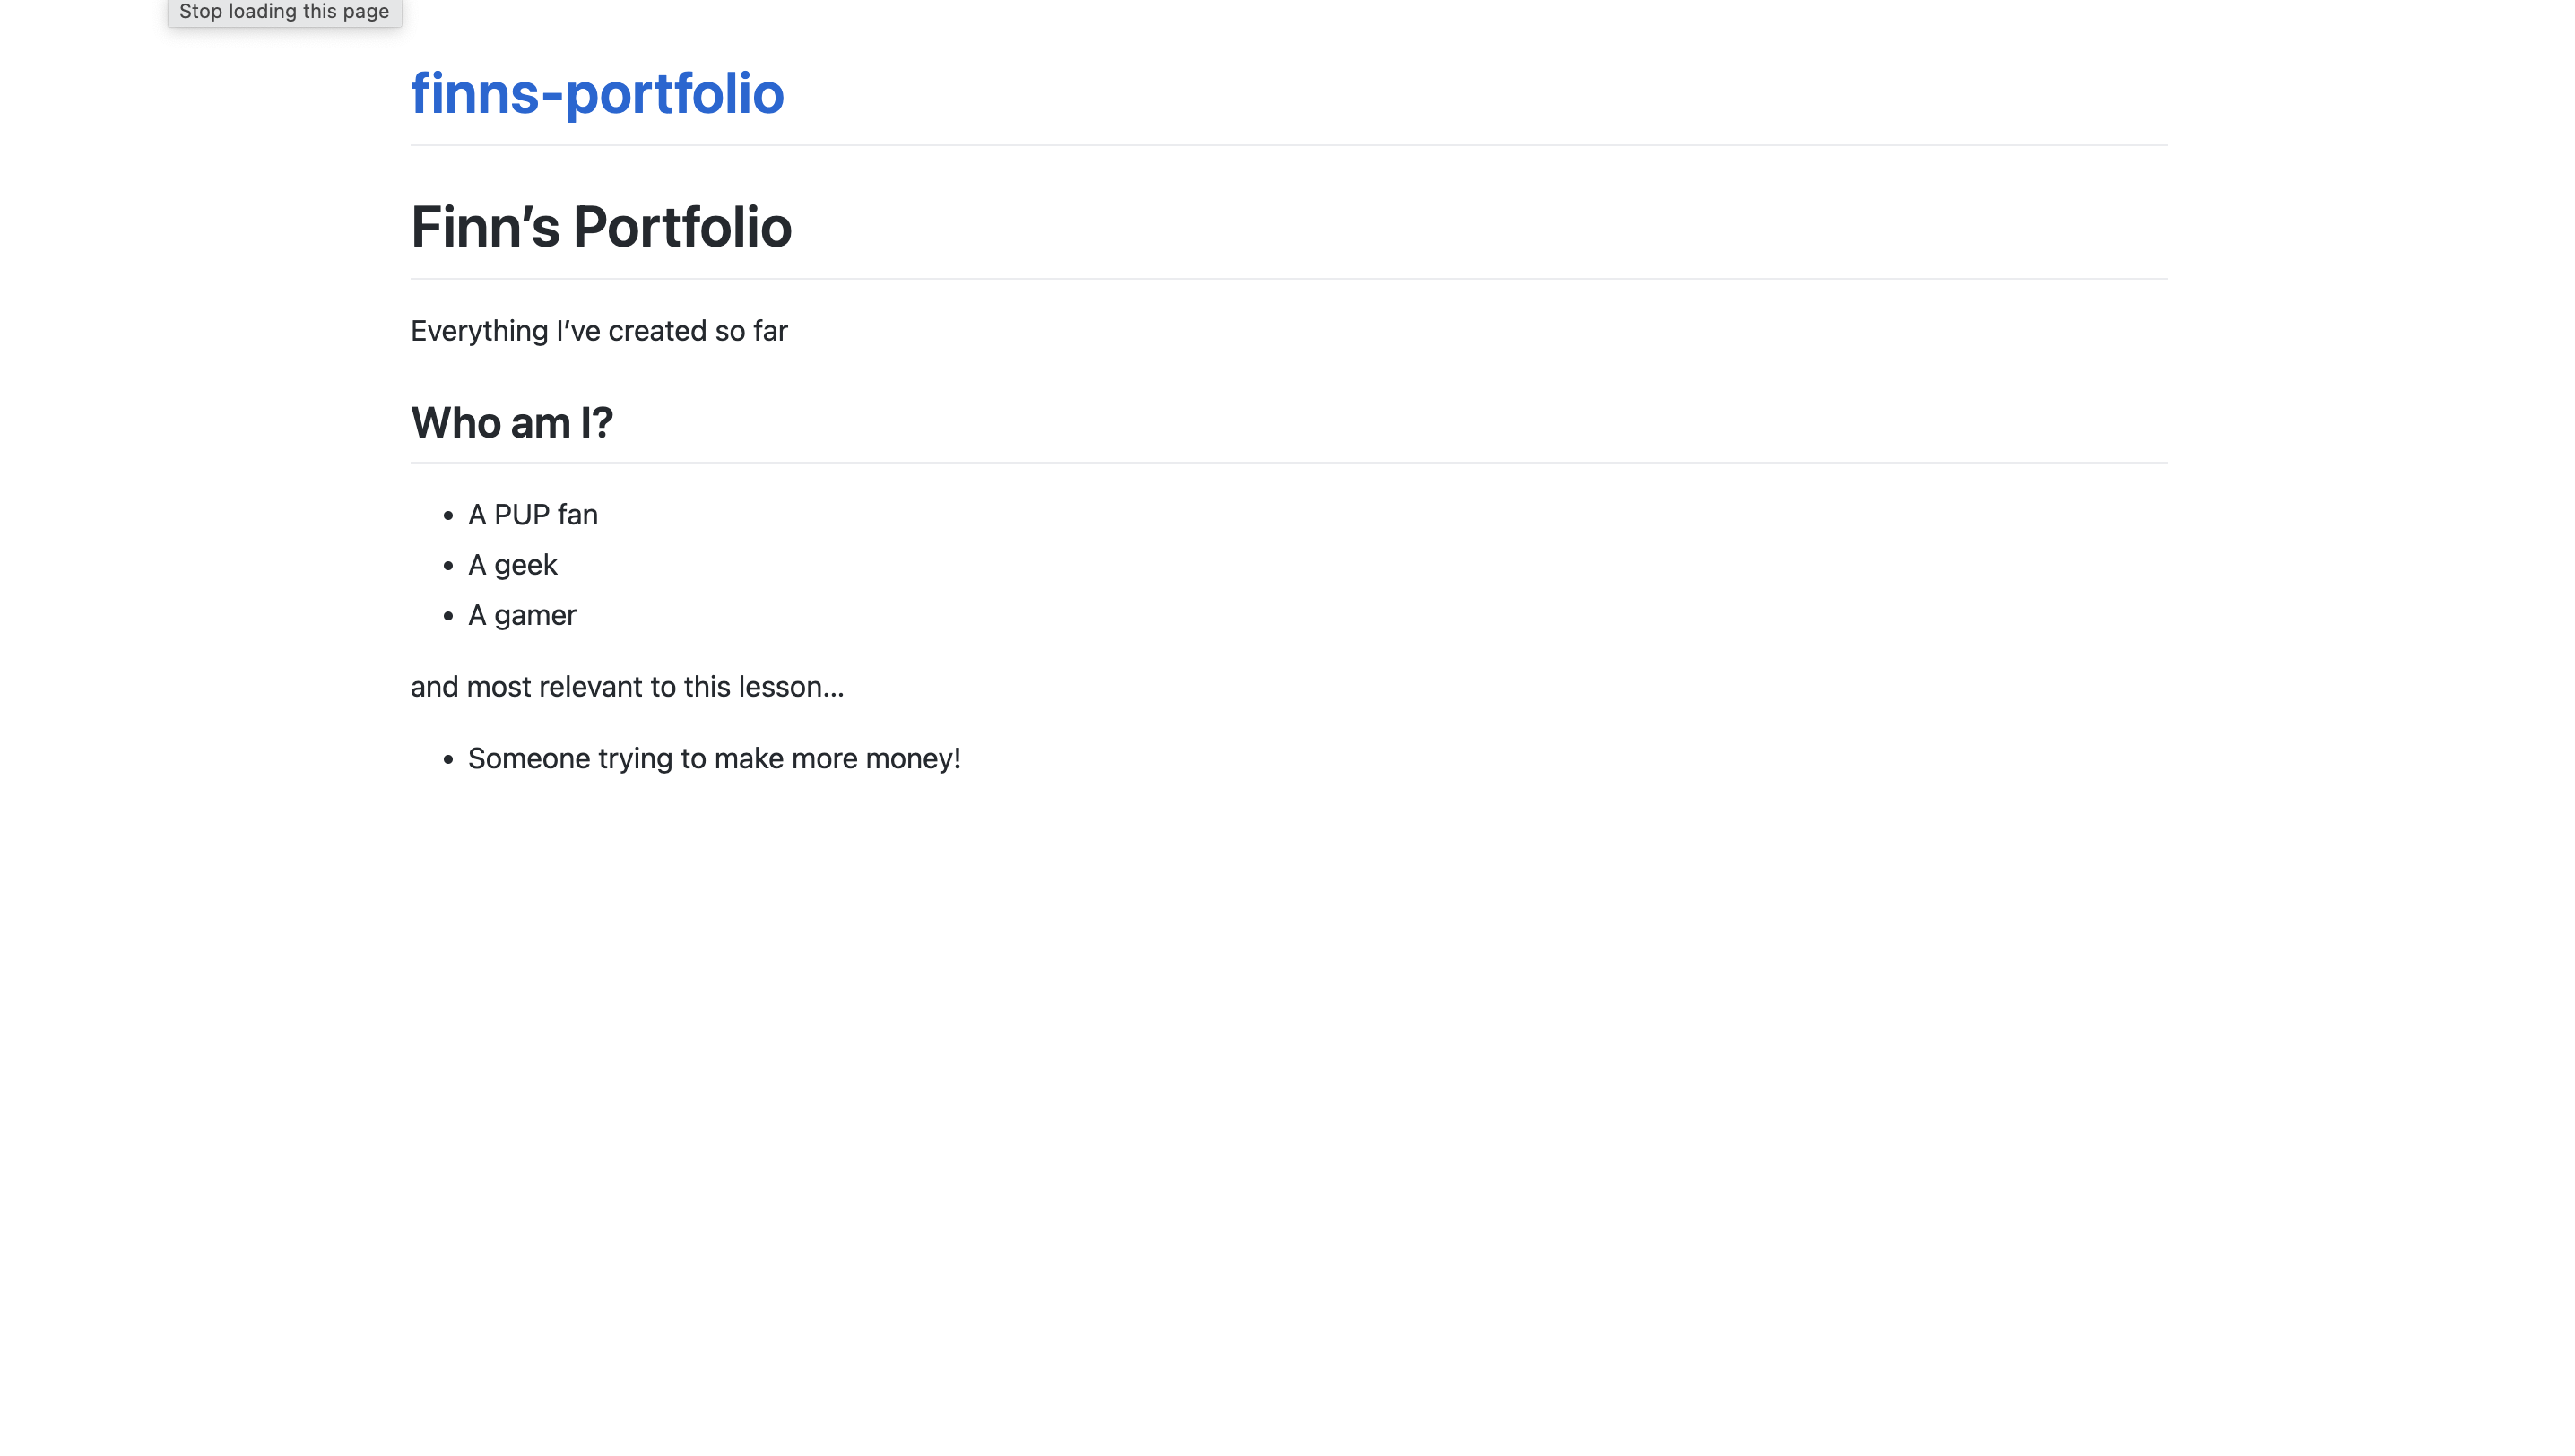 Stop loading this page
finns-portfolio
Finn’s Portfolio
Everything I’ve created so far
Who am I?
• A PUP fan
• A geek
• A gamer
and most relevant to this lesson…
• Someone trying to make more money!